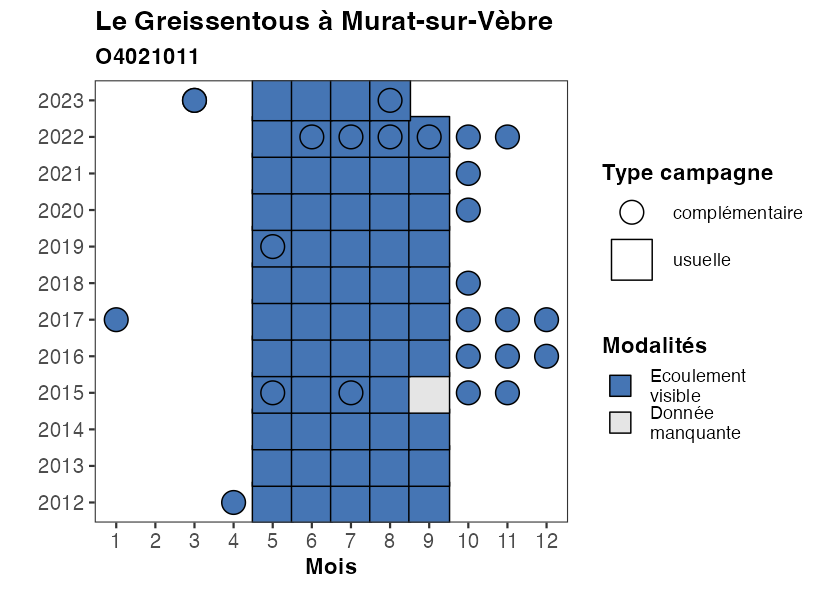 Le Greissentous à Murat-sur-Vèbre
O4021011
2023
2022
2021
2020
2019
2018
2017
2016
2015
2014
2013
2012
1 2 3 4 5 6 7 8 9 10 11 12
Mois
Type campagne
complémentaire
usuelle
Modalités
Ecoulement
visible
Donnée
manquante